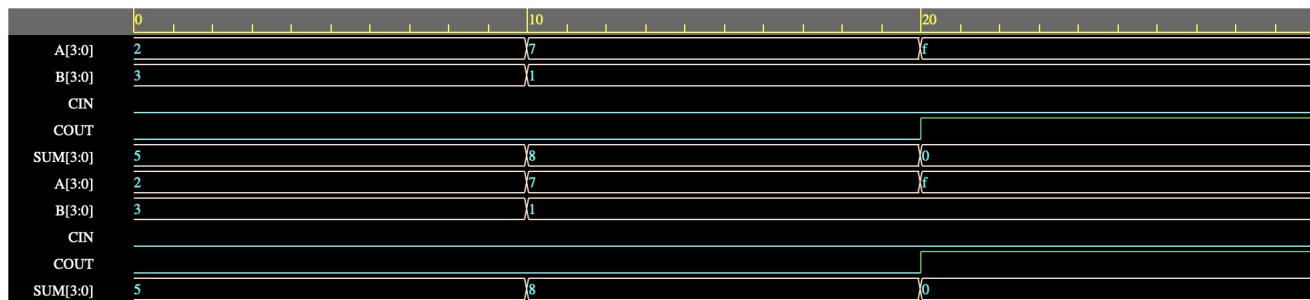 0 10 20
A[3:0] 2 7 f
B[3:0] 3 1
CIN
COUT
SUM[3:0] 5 8 0
A[3:0] 2 7 f
B[3:0] 3 1
CIN
COUT
SUM[3:0] 5 8 0